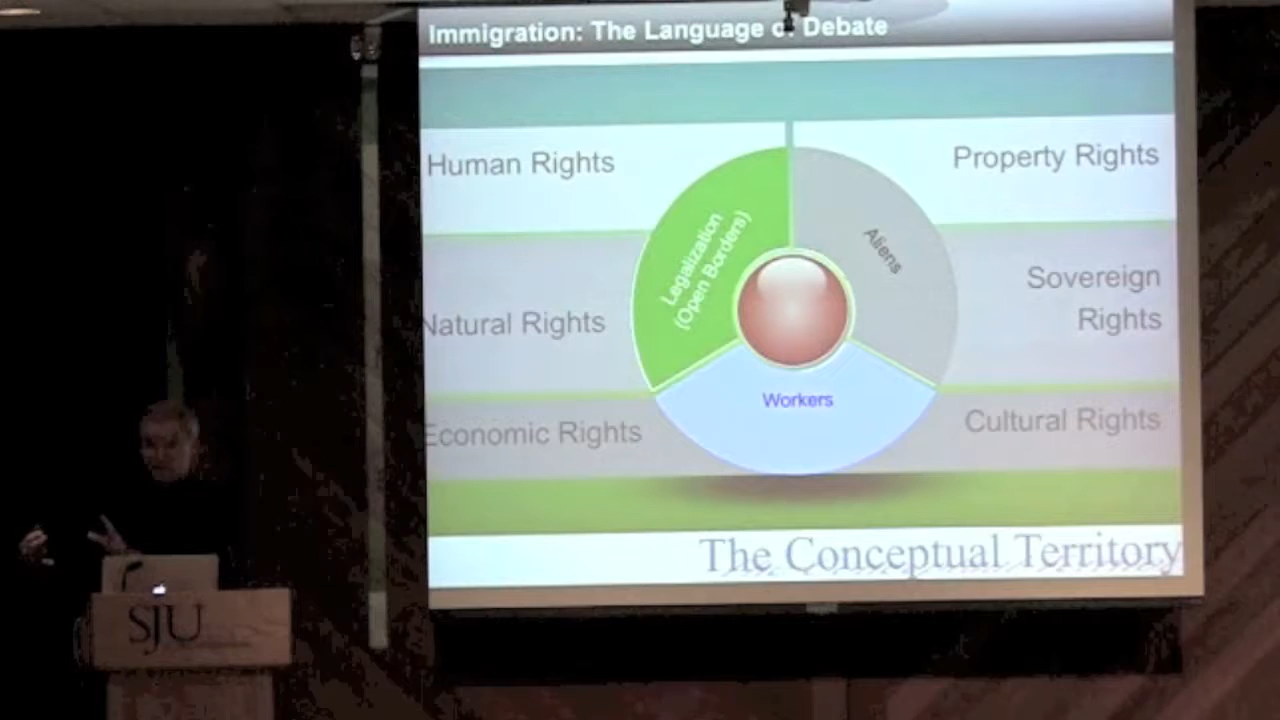 Immigration: The Language of Debate
Human Rights
Property Rights
Legalization
(Open Borders)
Aliens
Natural Rights
Sovereign
Rights
Workers
Economic Rights
Cultural Rights
The Conceptual Territory
SJU